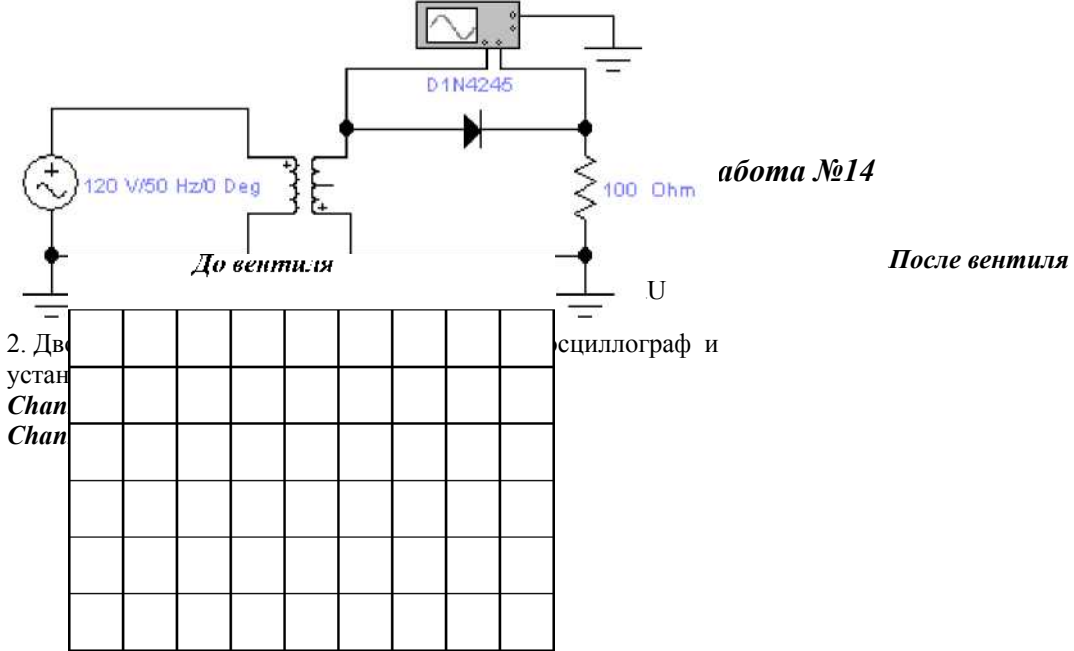 D1N4245
120 V/50 Hz/0 Deg
100 Ohm
абота №14
До вентиля
После вентиля
U
2. Дво
осциллограф и
устан
Chan
Chan